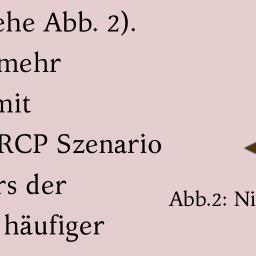 ehe Abb. 2).
mehr
mit
RCP Szenario
rs der
häufiger
Abb.2: Ni